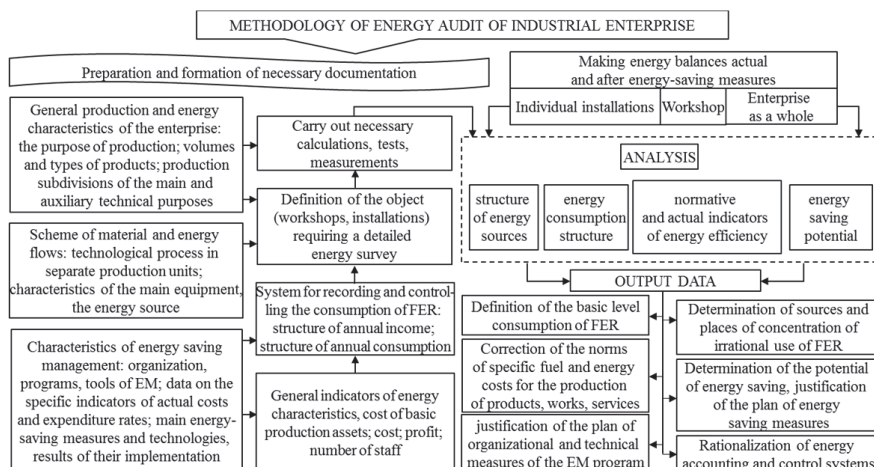 METHODOLOGY OF ENERGY AUDIT OF INDUSTRIAL ENTERPRISE
Preparation and formation of necessary documentation
General production and energy
characteristics of the enterprise:
the purpose of production; volumes
and types of products; production
subdivisions of the main and
auxiliary technical purposes
Scheme of material and energy
flows: technological process in
separate production units;
characteristics of the main equipment,
the energy source
Characteristics of energy saving
management: organization,
programs, tools of EM; data on the
specific indicators of actual costs
and expenditure rates; main energy-
saving measures and technologies,
results of their implementation
Carry out necessary
calculations, tests,
measurements
Definition of the object
(workshops, installations)
requiring a detailed
energy survey
System for recording and control-
ling the consumption of FER:
structure of annual income;
structure of annual consumption
General indicators of energy
characteristics, cost of basic
production assets; cost; profit;
number of staff
Making energy balances actual
and after energy-saving measures
Individual installations
Workshop
Enterprise
as a whole
ANALYSIS
structure
of energy
sources
energy
consumption
structure
normative
and actual indicators
of energy efficiency
energy
saving
potential
OUTPUT DATA
Definition of the basic level
consumption of FER
Correction of the norms
of specific fuel and energy
costs for the production
of products, works, services
justification of the plan of
organizational and technical
measures of the EM program
Determination of sources and
places of concentration of
irrational use of FER
Determination of the potential
of energy saving, justification
of the plan of energy
saving measures
Rationalization of energy
accounting and control systems